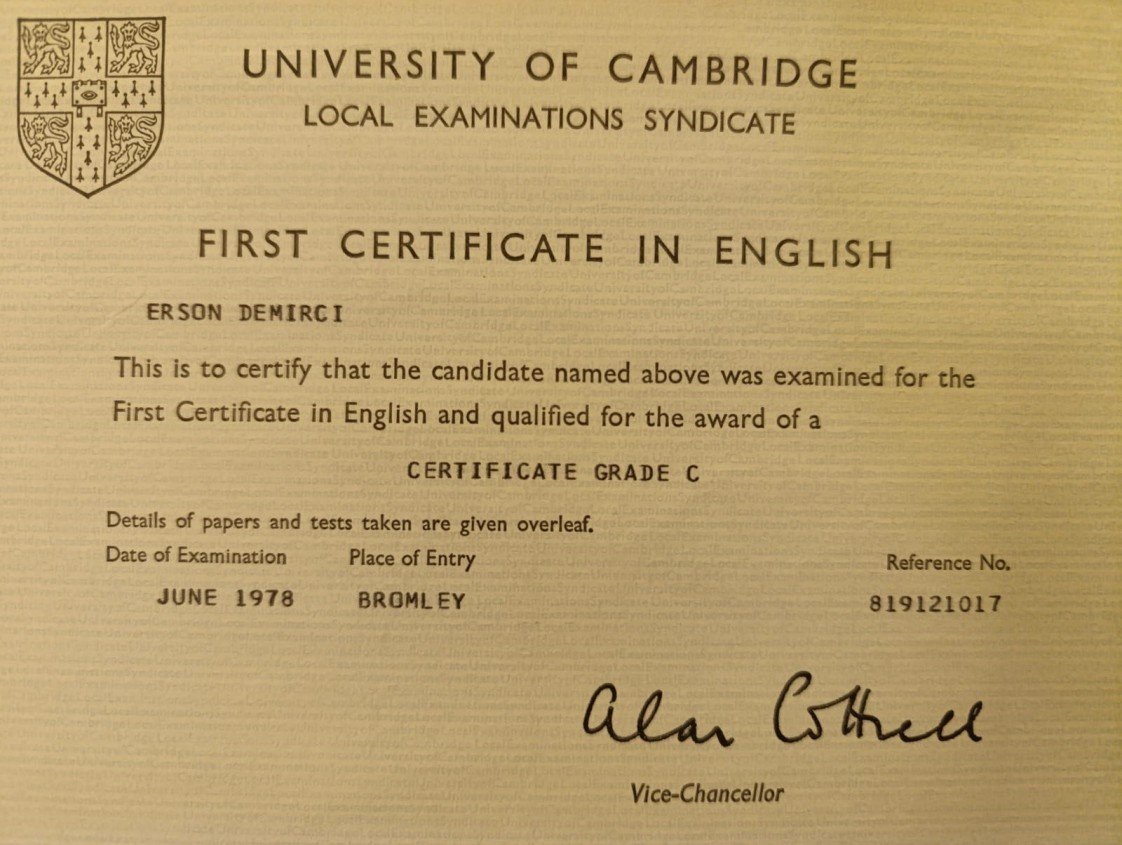 UNIVERSITY OF CAMBRIDGE
LOCAL EXAMINATIONS SYNDICATE
FIRST CERTIFICATE IN ENGLISH
ERSON DEMIRCI
This is to certify that the candidate named above was examined for the
First Certificate in English and qualified for the award of a
CERTIFICATE GRADE C
Details of papers and tests taken are given overleaf.
Date of Examination Place of Entry Reference No.
JUNE 1978 BROMLEY 819121017
Alan Cottrell
Vice-Chancellor